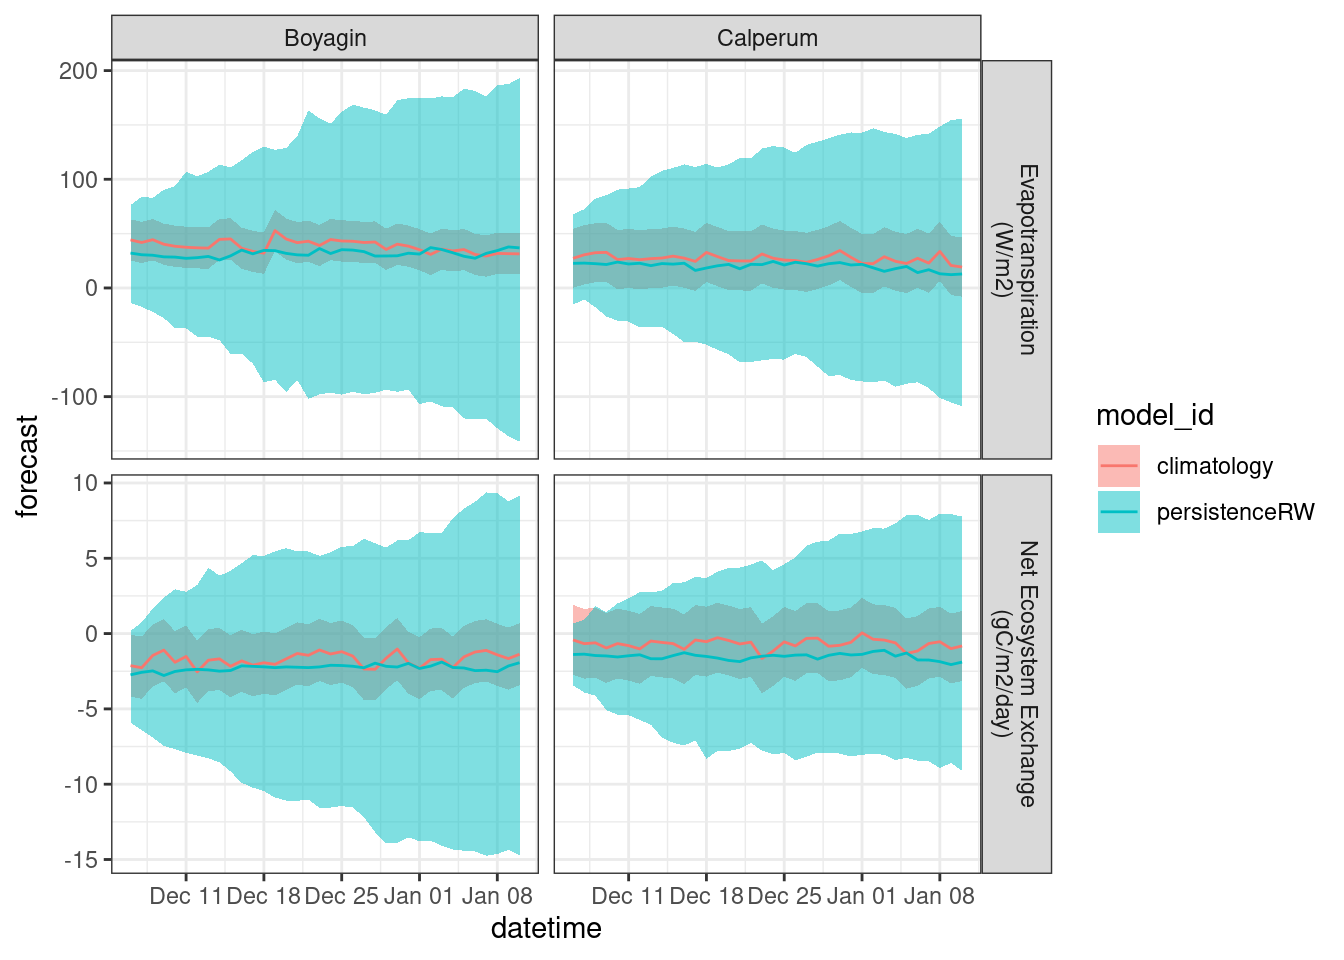 Boyagin
Calperum
200
100
0
-100
Evapotranspiration
(W/m2)
10
5
0
-5
-10
-15
Net Ecosystem Exchange
(gC/m2/day)
forecast
Dec 11 Dec 18 Dec 25 Jan 01 Jan 08
Dec 11 Dec 18 Dec 25 Jan 01 Jan 08
datetime
model_id
climatology
persistenceRW